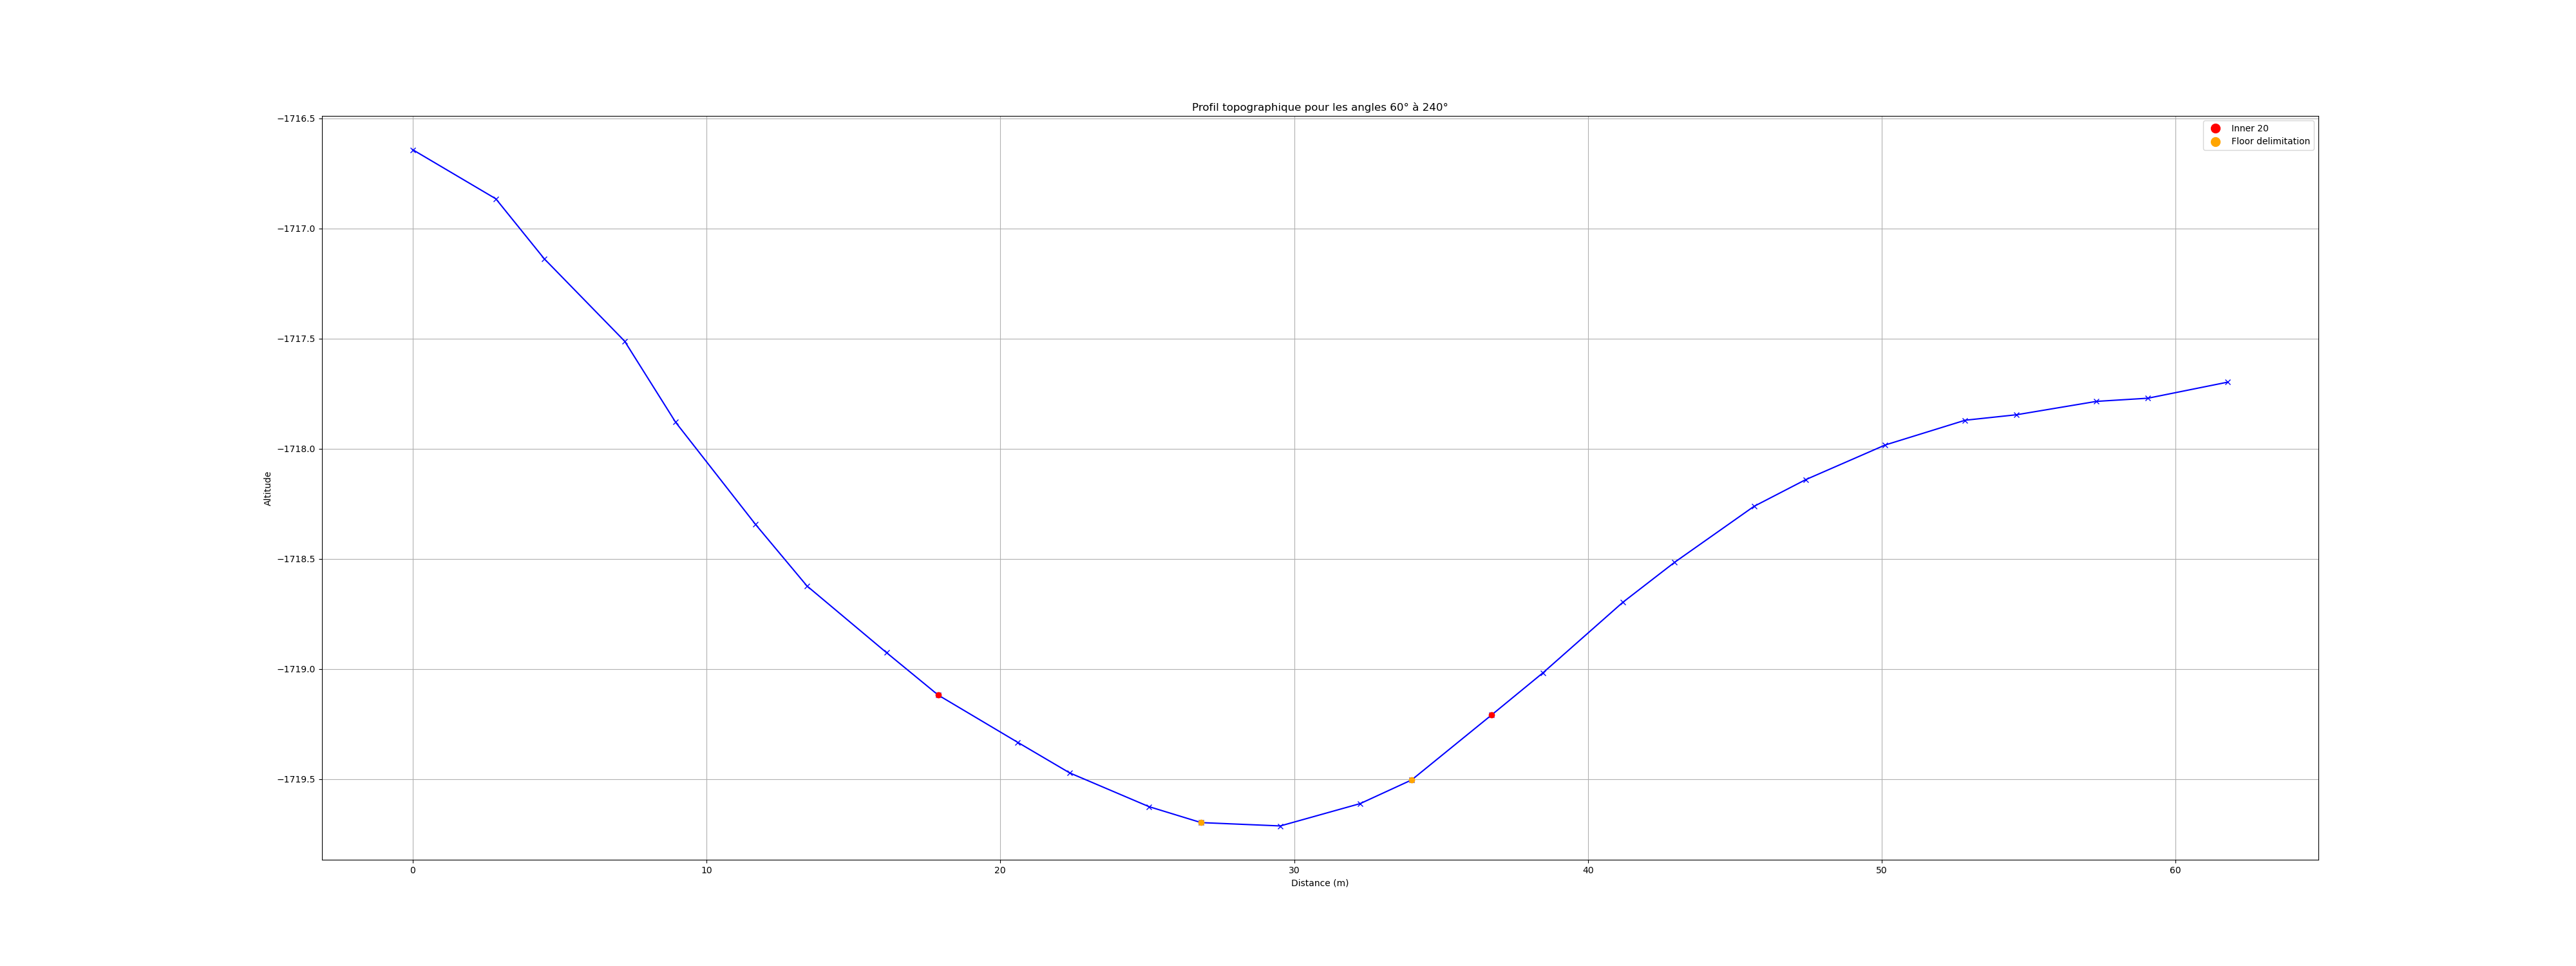 Profil topographique pour les angles 60° à 240°
Inner 20
Floor delimitation
−1716.5
−1717.0
−1717.5
−1718.0
−1718.5
−1719.0
−1719.5
Altitude
0 10 20 30 40 50 60
Distance (m)